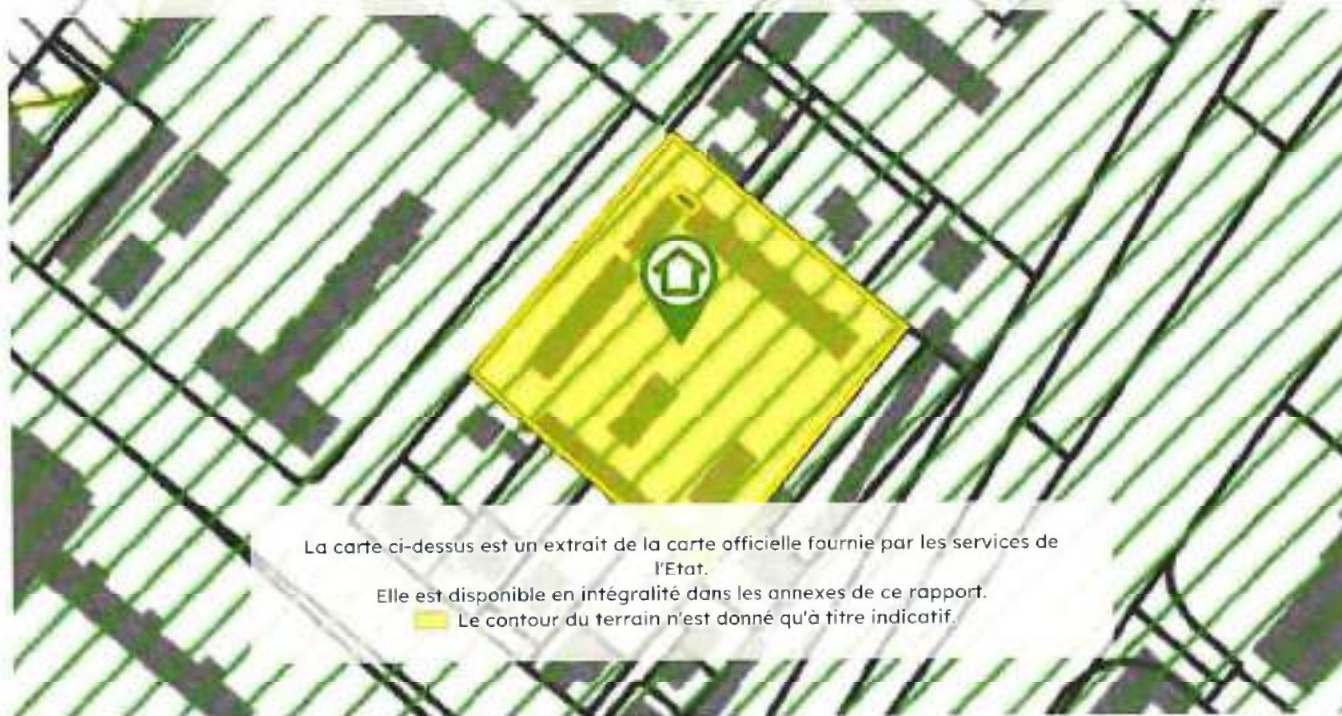 La carte ci-dessus est un extrait de la carte officielle fournie par les services de
l'Etat.
Elle est disponible en intégralité dans les annexes de ce rapport.
Le contour du terrain n'est donné qu'à titre indicatif.